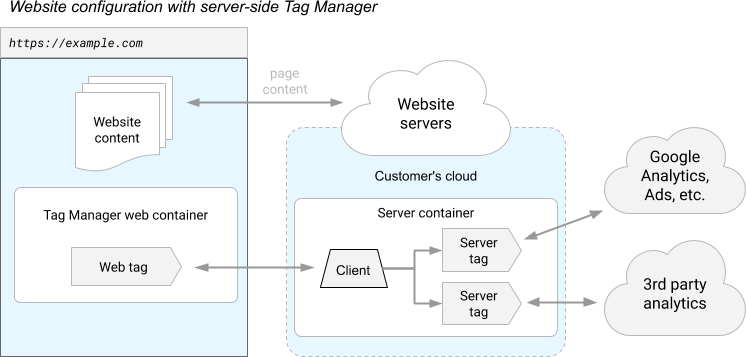 Website configuration with server-side Tag Manager
https://example.com
page
content
Website
content
Website
servers
Customer's cloud
Google
Analytics,
Ads, etc.
Tag Manager web container
Web tag
Server container
Client
Server
tag
Server
tag
3rd party
analytics